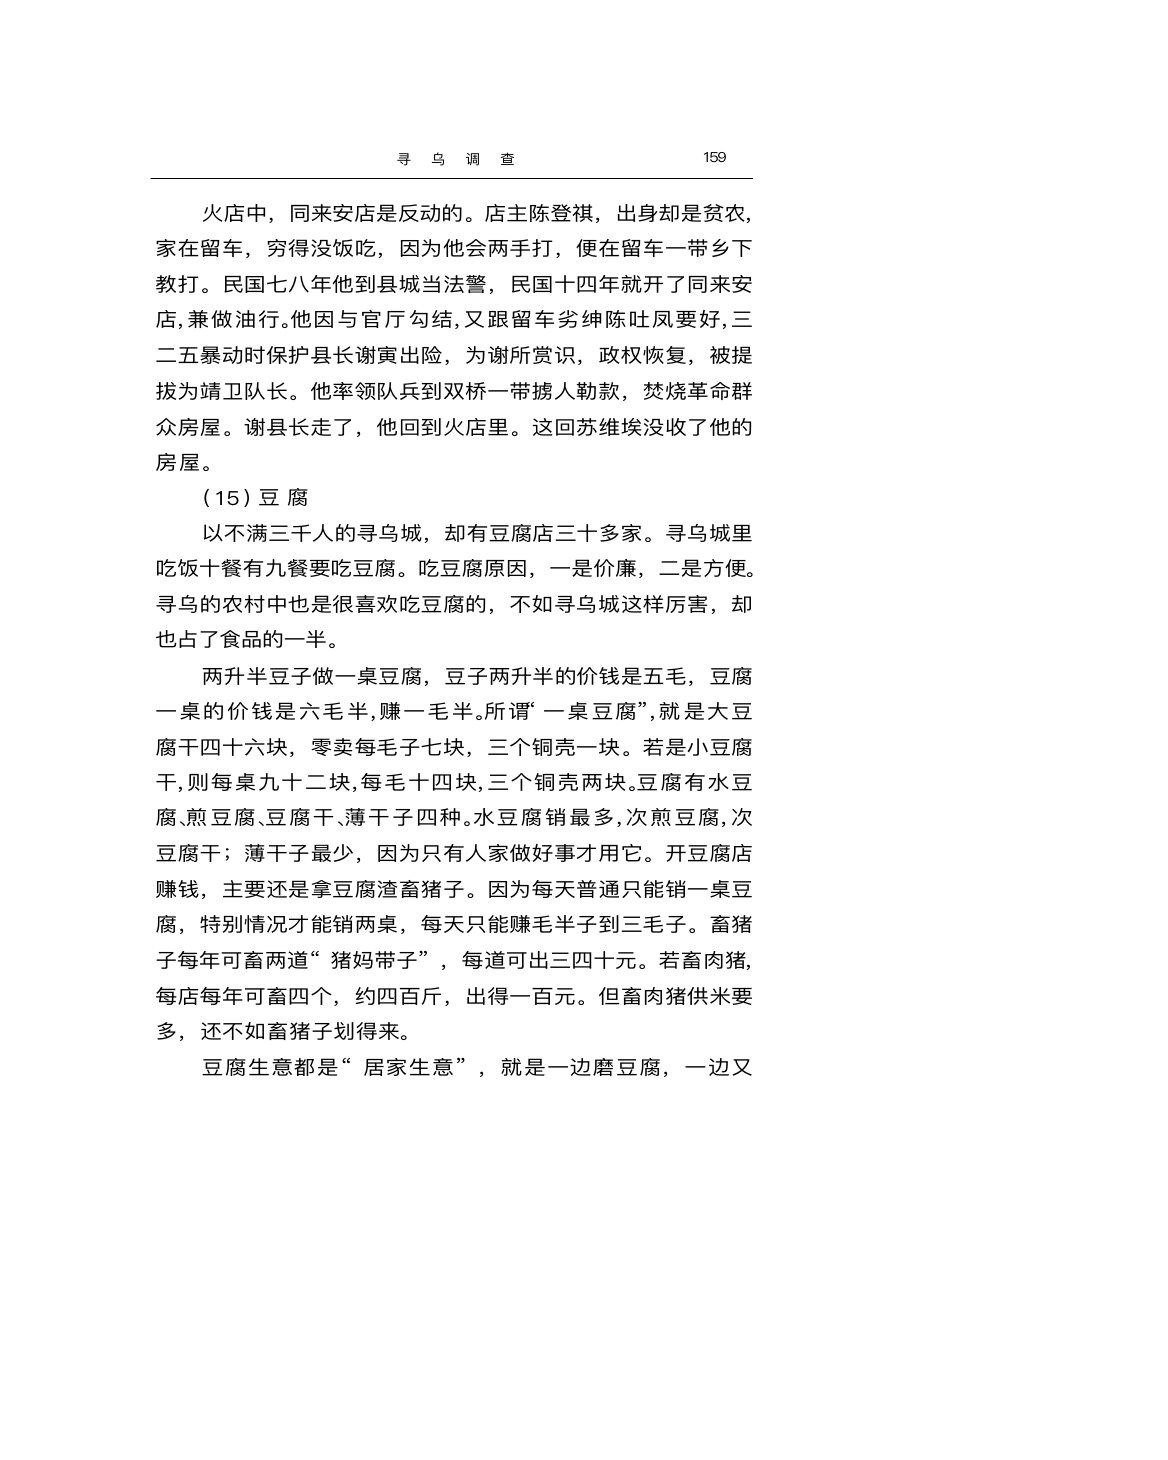 寻乌调查 159
火店中，同来安店是反动的。店主陈登祺，出身却是贫农，
家在留车，穷得没饭吃，因为他会两手打，便在留车一带乡下
教打。民国七八年他到县城当法警，民国十四年就开了同来安
店，兼做油行。他因与官厅勾结，又跟留车劣绅陈吐凤要好，三
二五暴动时保护县长谢寅出险，为谢所赏识，政权恢复，被提
拔为靖卫队长。他率领队兵到双桥一带掳人勒款，焚烧革命群
众房屋。谢县长走了，他回到火店里。这回苏维埃没收了他的
房屋。
（15）豆腐
以不满三千人的寻乌城，却有豆腐店三十多家。寻乌城里
吃饭十餐有九餐要吃豆腐。吃豆腐原因，一是价廉，二是方便。
寻乌的农村中也是很喜欢吃豆腐的，不如寻乌城这样厉害，却
也占了食品的一半。
两升半豆子做一桌豆腐，豆子两升半的价钱是五毛，豆腐
一桌的价钱是六毛半，赚一毛半。所谓“一桌豆腐”，就是大豆
腐干四十六块，零卖每毛子七块，三个铜壳一块。若是小豆腐
干，则每桌九十二块，每毛十四块，三个铜壳两块。豆腐有水豆
腐、煎豆腐、豆腐干、薄干子四种。水豆腐销最多，次煎豆腐，次
豆腐干；薄干子最少，因为只有人家做好事才用它。开豆腐店
赚钱，主要还是拿豆腐渣畜猪子。因为每天普通只能销一桌豆
腐，特别情况才能销两桌，每天只能赚毛半子到三毛子。畜猪
子每年可畜两道“猪妈带子”，每道可出三四十元。若畜肉猪，
每店每年可畜四个，约四百斤，出得一百元。但畜肉猪供米要
多，还不如畜猪子划得来。
豆腐生意都是“居家生意”，就是一边磨豆腐，一边又